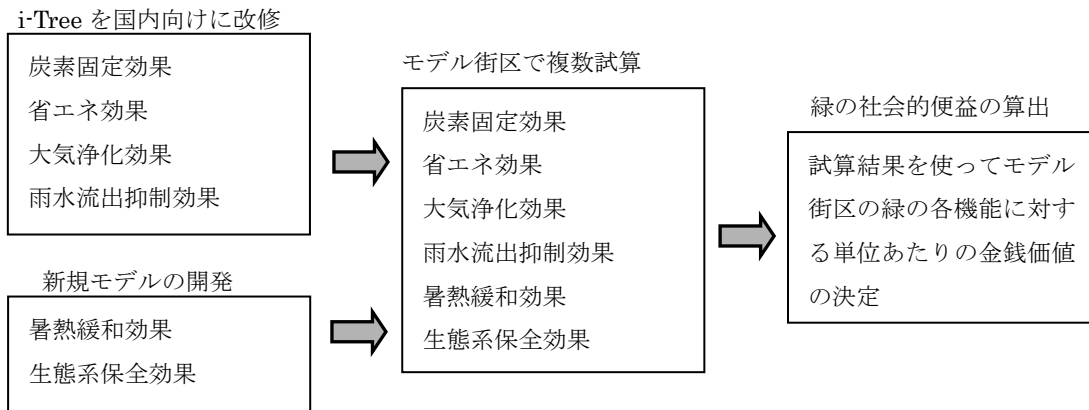 i-Tree を国内向けに改修
炭素固定効果
省エネ効果
大気浄化効果
雨水流出抑制効果
新規モデルの開発
暑熱緩和効果
生態系保全効果
モデル街区で複数試算
炭素固定効果
省エネ効果
大気浄化効果
雨水流出抑制効果
暑熱緩和効果
生態系保全効果
緑の社会的便益の算出
試算結果を使ってモデル
街区の緑の各機能に対す
る単位あたりの金銭価値
の決定